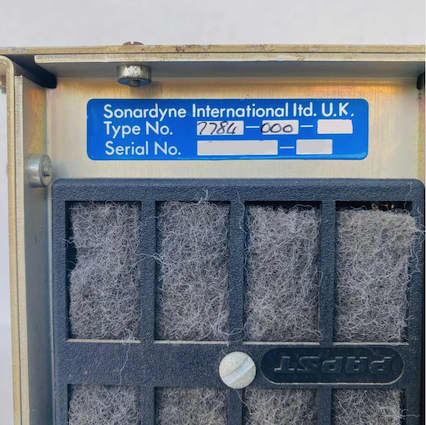 Sonardyne International ltd. U.K.
Type No. 7784 — 000 —
Serial No. —
PAPST